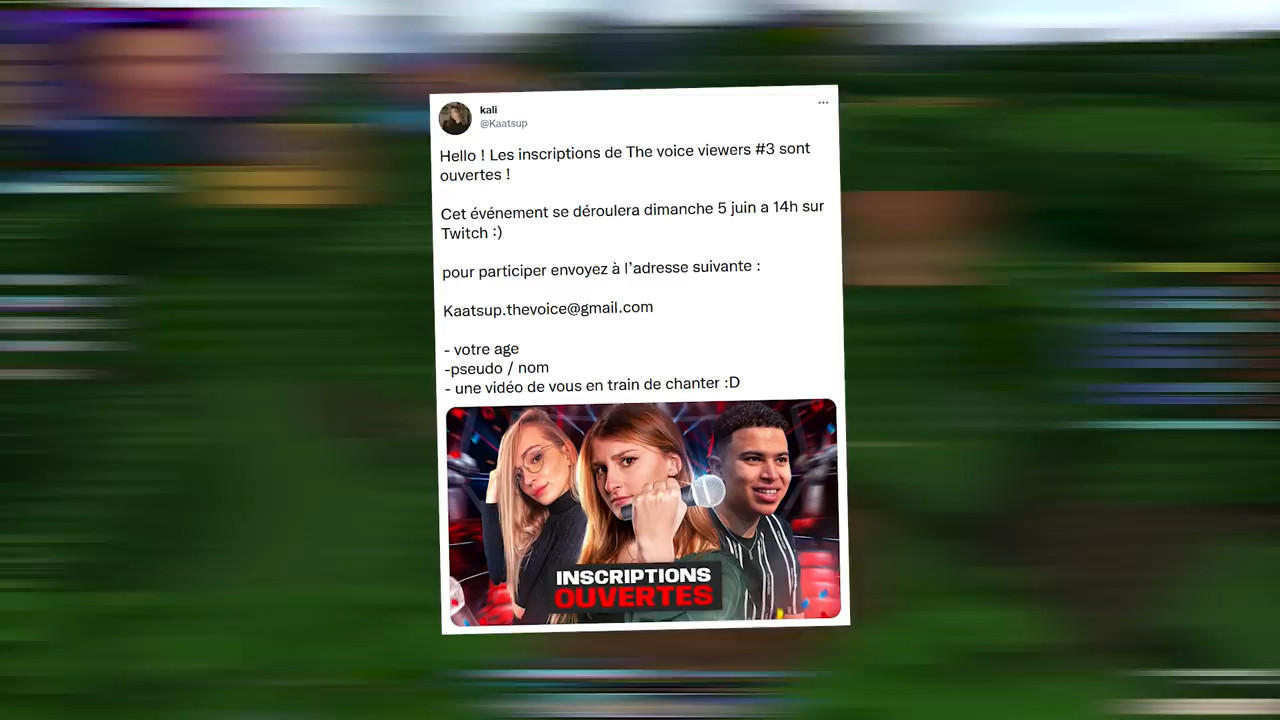 kali
@Kaatsup
Hello ! Les inscriptions de The voice viewers #3 sont
ouvertes !
Cet événement se déroulera dimanche 5 juin a 14h sur
Twitch :)
pour participer envoyez à l'adresse suivante :
Kaatsup.thevoice@gmail.com
- votre age
-pseudo / nom
- une vidéo de vous en train de chanter :D
INSCRIPTIONS
OUVERTES